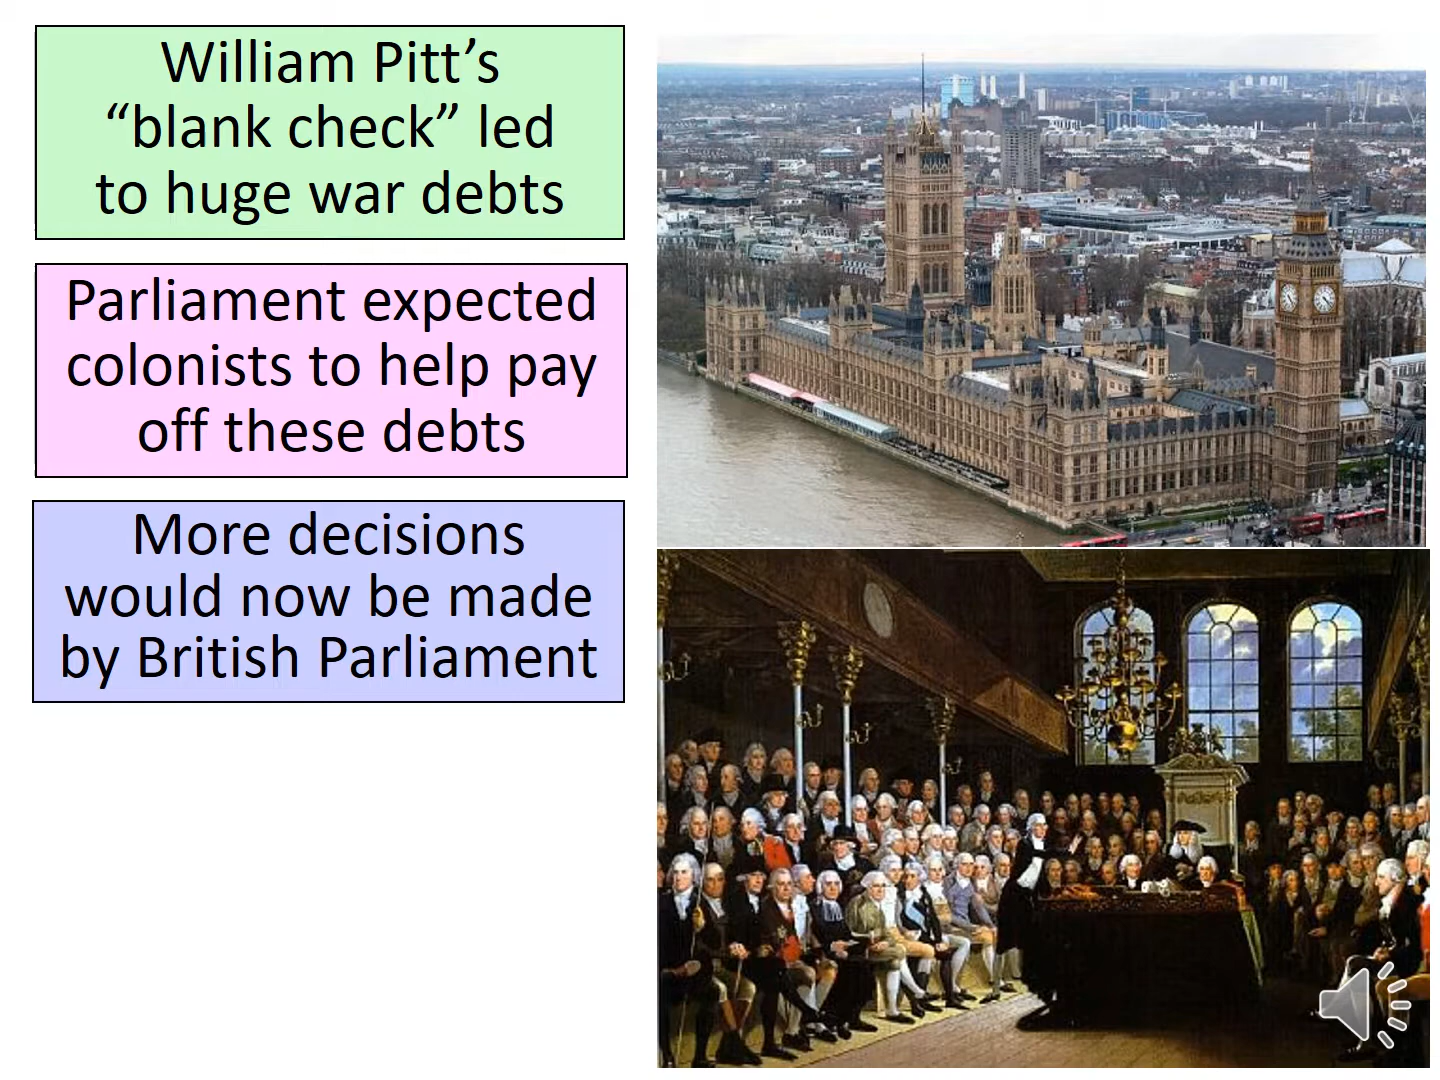 William Pitt’s
“blank check” led
to huge war debts
Parliament expected
colonists to help pay
off these debts
More decisions
would now be made
by British Parliament